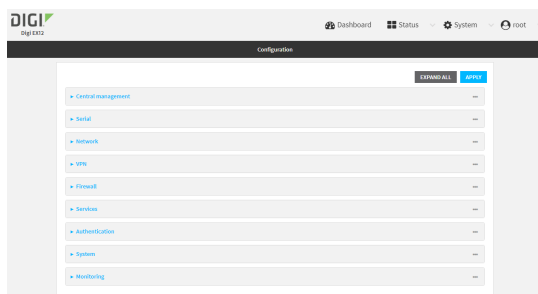 DIGI
Digi EX12
Dashboard
Status
System
root
Configuration
EXPAND ALL
APPLY
Central management
Serial
Network
VPN
Firewall
Services
Authentication
System
Monitoring